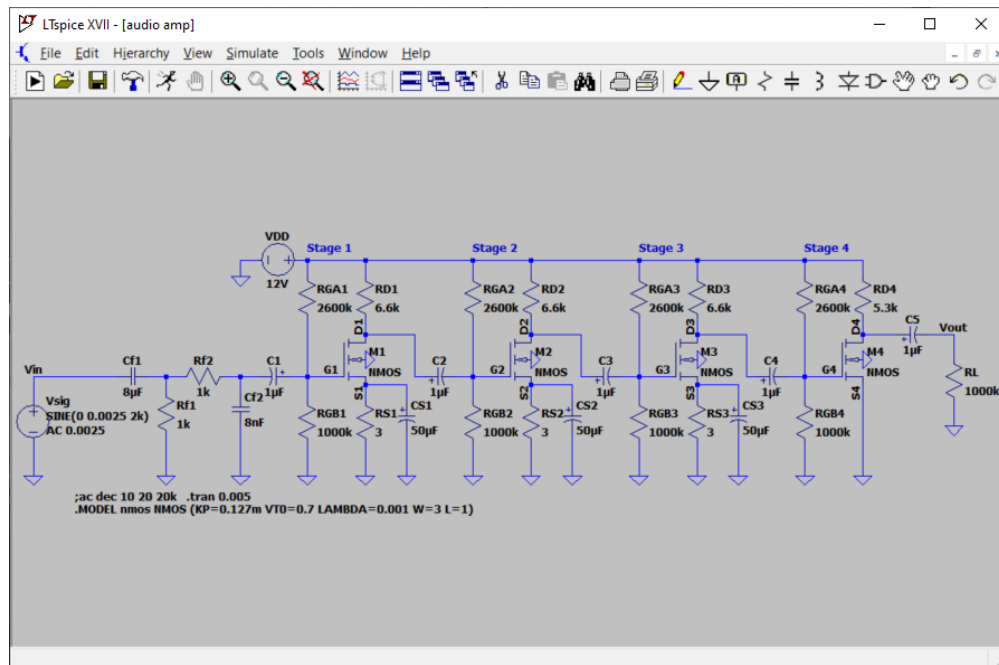 LTspice XVII - [audio amp]
File Edit Hierarchy View Simulate Tools Window Help
VDD
12V
Stage 1
Stage 2
Stage 3
Stage 4
RGA1
2600k
RD1
6.6k
RGA2
2600k
RD2
6.6k
RGA3
2600k
RD3
6.6k
RGA4
2600k
RD4
5.3k
D1
D2
D3
D4
C5
1µF
Vout
RL
1000k
Vin
Cf1
8µF
Rf2
1k
C1
1µF
G1
M1
NMOS
C2
1µF
G2
M2
NMOS
C3
1µF
G3
M3
NMOS
C4
1µF
G4
M4
NMOS
S1
S2
S3
S4
Vsig
SINE(0 0.0025 2k)
AC 0.0025
Rf1
1k
Cf2
8nF
RGB1
1000k
RS1
3
CS1
50µF
RGB2
1000k
RS2
3
CS2
50µF
RGB3
1000k
RS3
3
CS3
50µF
RGB4
1000k
;ac dec 10 20 20k .tran 0.005
.MODEL nmos NMOS (KP=0.127m VT0=0.7 LAMBDA=0.001 W=3 L=1)